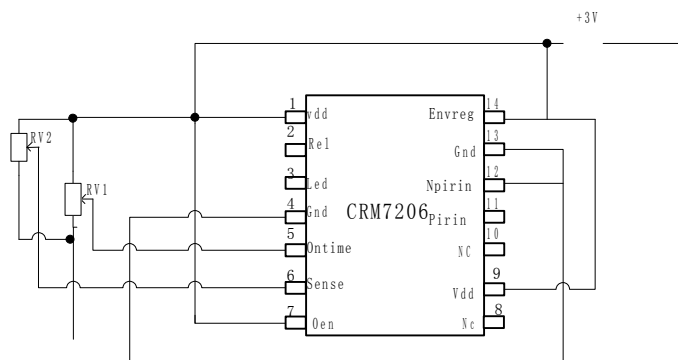 +3V
1
vdd
2
Rel
3
Led
4
Gnd
5
Ontime
6
Sense
7
Oen
CRM7206
14
Envreg
13
Gnd
12
Npirin
11
Pirin
10
NC
9
Vdd
8
Nc
RV2
RV1